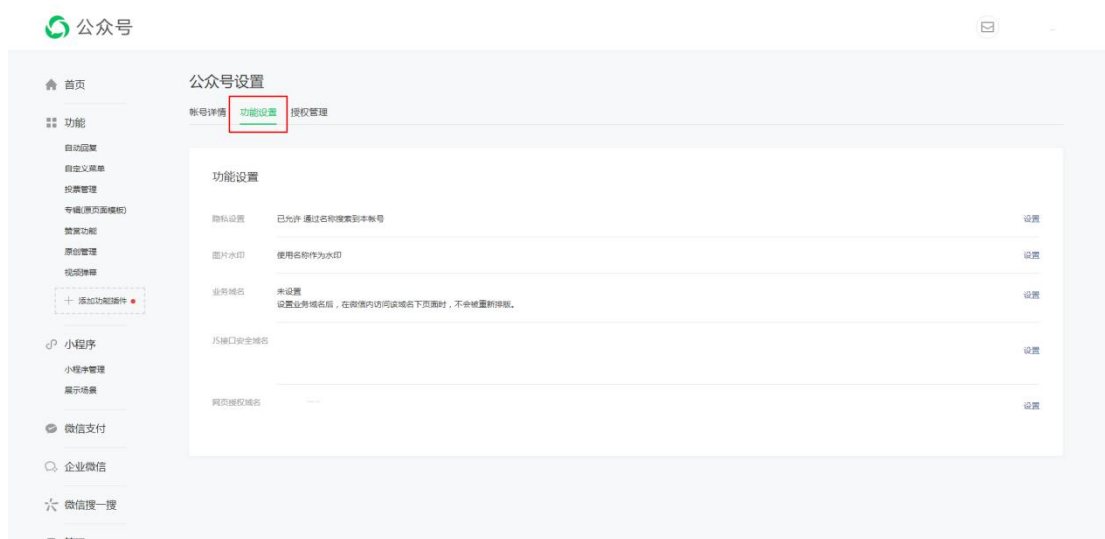 公众号
首页
功能
自动回复
自定义菜单
投票管理
专辑(原页面模板)
赞赏功能
原创管理
视频弹幕
+ 添加功能插件
小程序
小程序管理
展示场景
微信支付
企业微信
微信搜一搜
公众号设置
帐号详情 功能设置 授权管理
功能设置
隐私设置 已允许 通过名称搜索到本帐号 设置
图片水印 使用名称作为水印 设置
业务域名 未设置 设置
设置业务域名后，在微信内访问该域名下页面时，不会被重新排版。
JS接口安全域名 设置
网页授权域名 设置